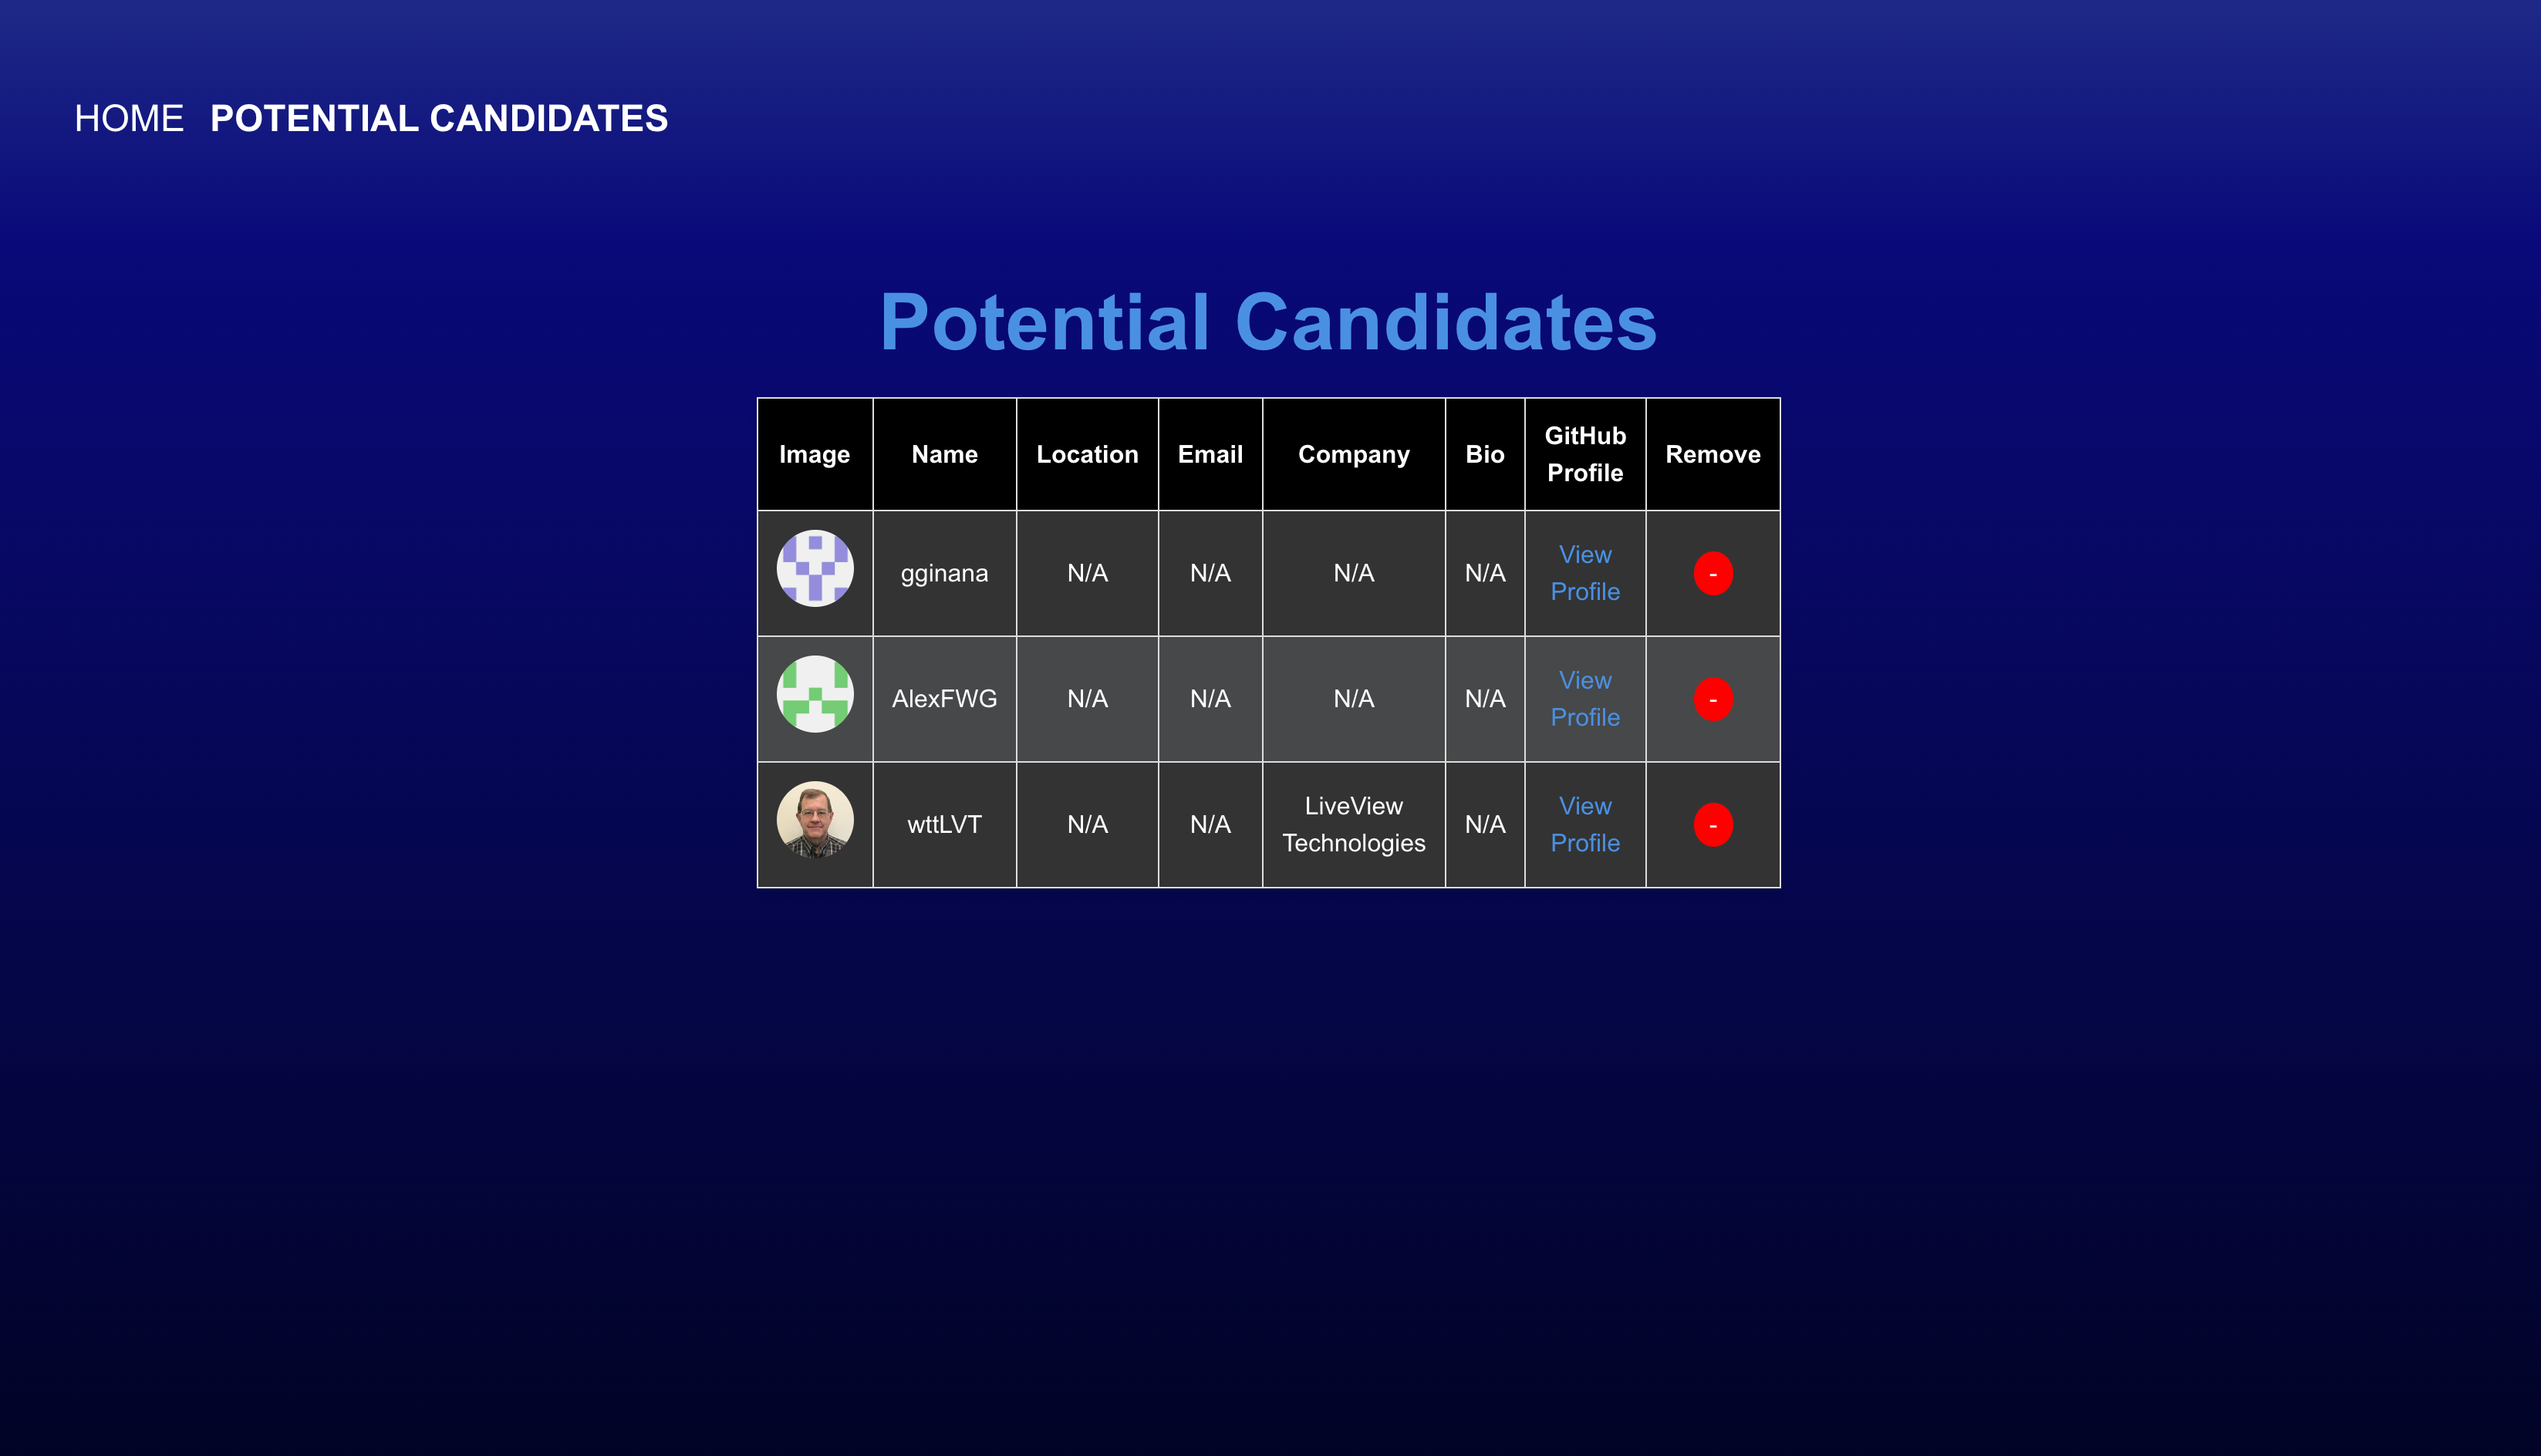 HOME POTENTIAL CANDIDATES
Potential Candidates
Image Name Location Email Company Bio GitHub Profile Remove
gginana N/A N/A N/A N/A View Profile -
AlexFWG N/A N/A N/A N/A View Profile -
wttLVT N/A N/A LiveView Technologies N/A View Profile -